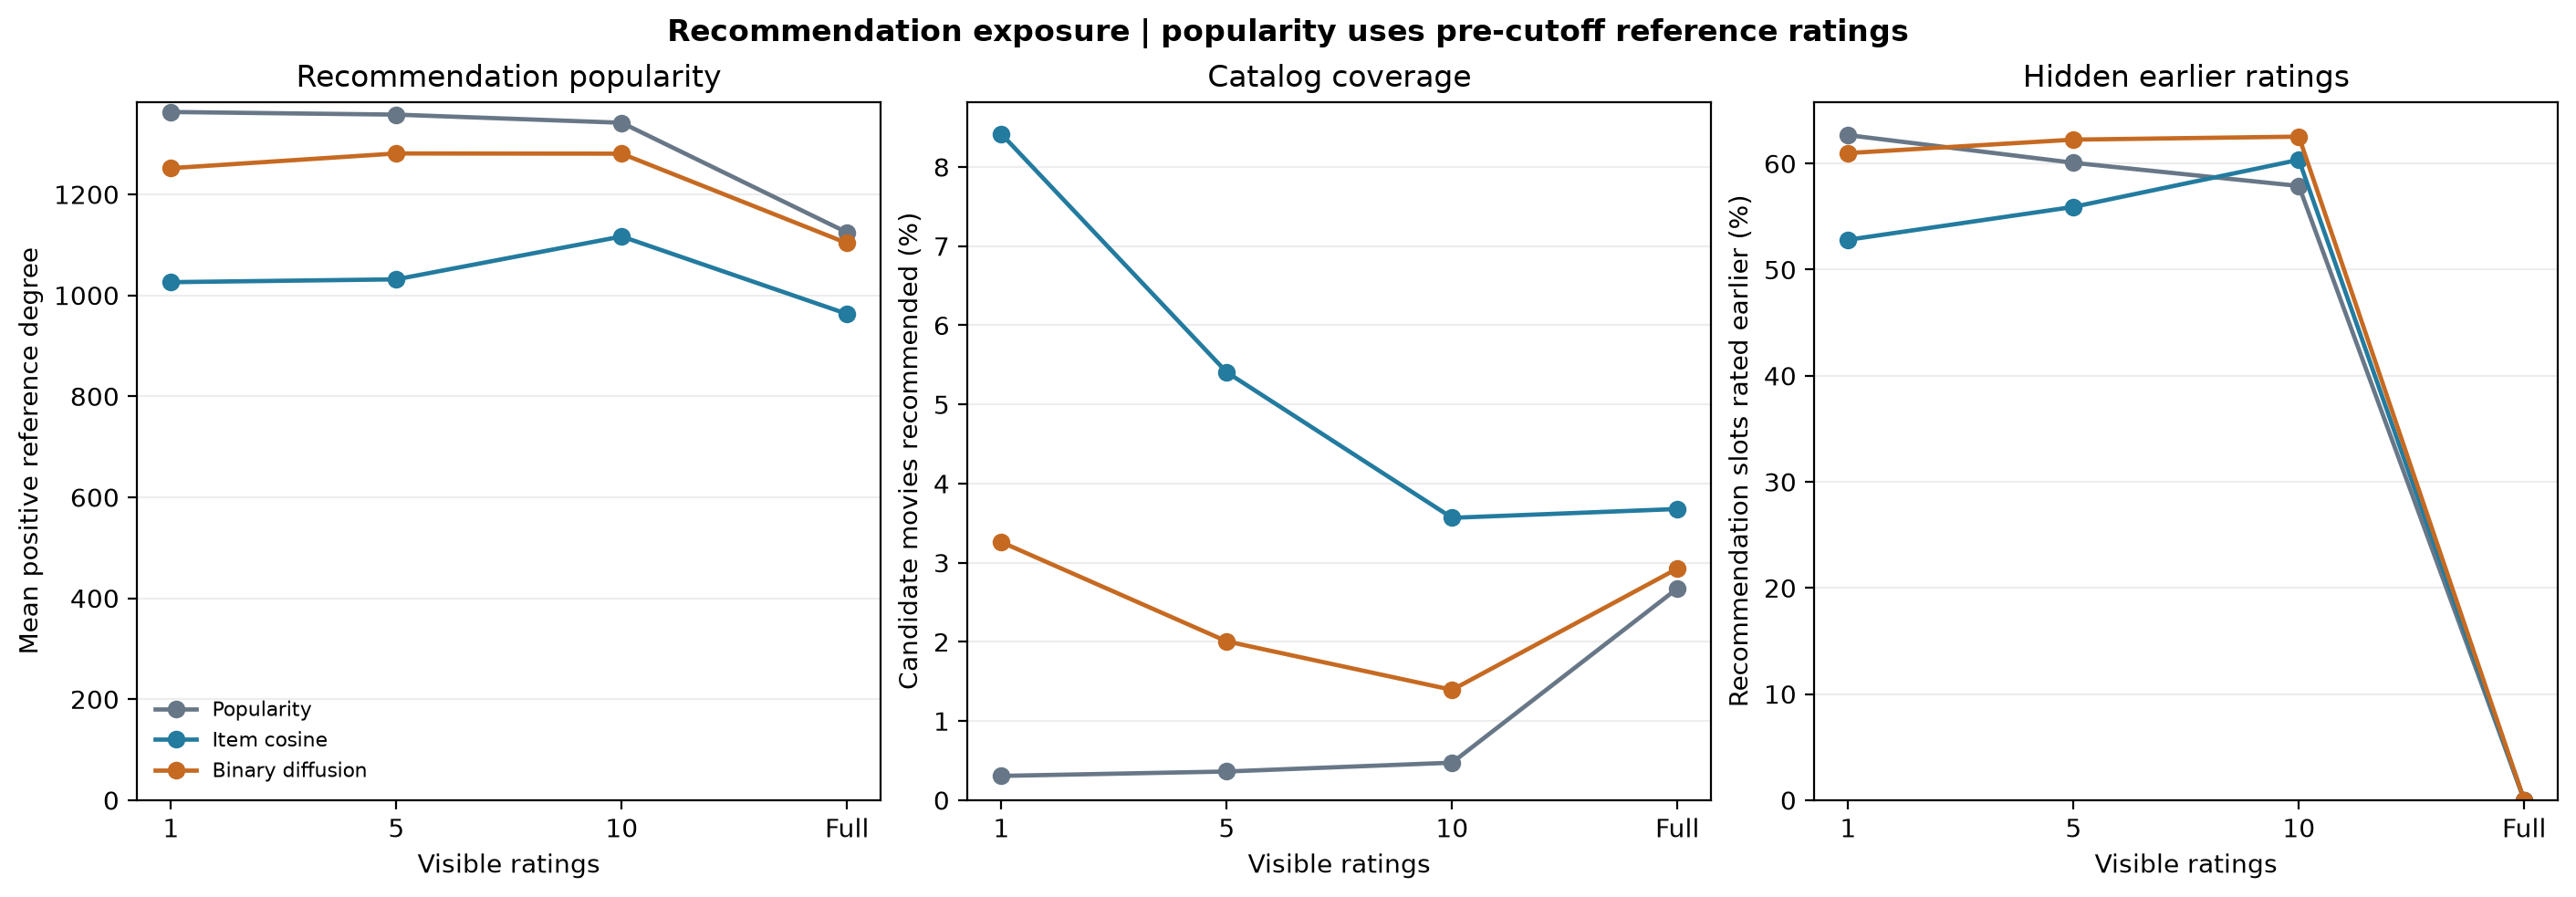 Recommendation exposure | popularity uses pre-cutoff reference ratings
Recommendation popularity
Mean positive reference degree
1200
1000
800
600
400
200
0
Popularity
Item cosine
Binary diffusion
1 5 10 Full
Visible ratings
Catalog coverage
Candidate movies recommended (%)
8
7
6
5
4
3
2
1
0
1 5 10 Full
Visible ratings
Hidden earlier ratings
Recommendation slots rated earlier (%)
60
50
40
30
20
10
0
1 5 10 Full
Visible ratings